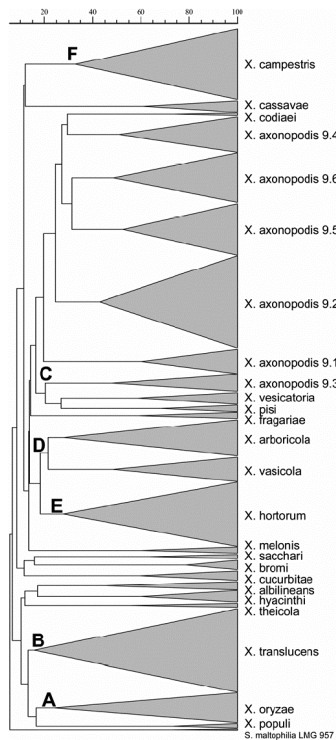 20 40 60 80 100
F
X. campestris
X. cassavae
X. codiaei
X. axonopodis 9.4
X. axonopodis 9.6
X. axonopodis 9.5
X. axonopodis 9.2
X. axonopodis 9.1
C
X. axonopodis 9.3
X. vesicatoria
X. pisi
X. fragariae
D
X. arboricola
X. vasicola
E
X. hortorum
X. melonis
X. sacchari
X. bromi
X. cucurbitae
X. albilineans
X. hyacinthi
X. theicola
B
X. translucens
A
X. oryzae
X. populi
S. maltophilia LMG 957